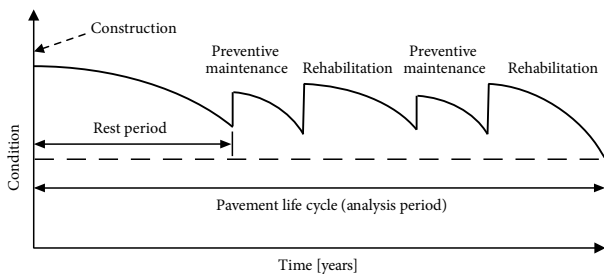 Construction
Preventive
maintenance
Rehabilitation
Preventive
maintenance
Rehabilitation
Rest period
Condition
Pavement life cycle (analysis period)
Time [years]